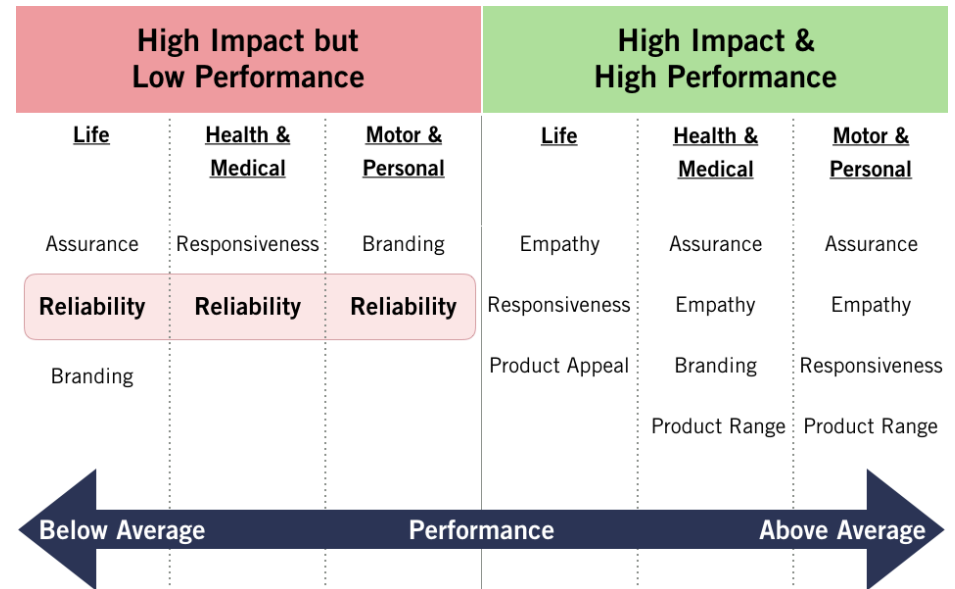 High Impact but
Low Performance
High Impact &
High Performance
Life
Health &
Medical
Motor &
Personal
Life
Health &
Medical
Motor &
Personal
Assurance
Responsiveness
Branding
Empathy
Assurance
Assurance
Reliability
Reliability
Reliability
Responsiveness
Empathy
Empathy
Branding
Product Appeal
Branding
Responsiveness
Product Range
Product Range
Below Average
Performance
Above Average